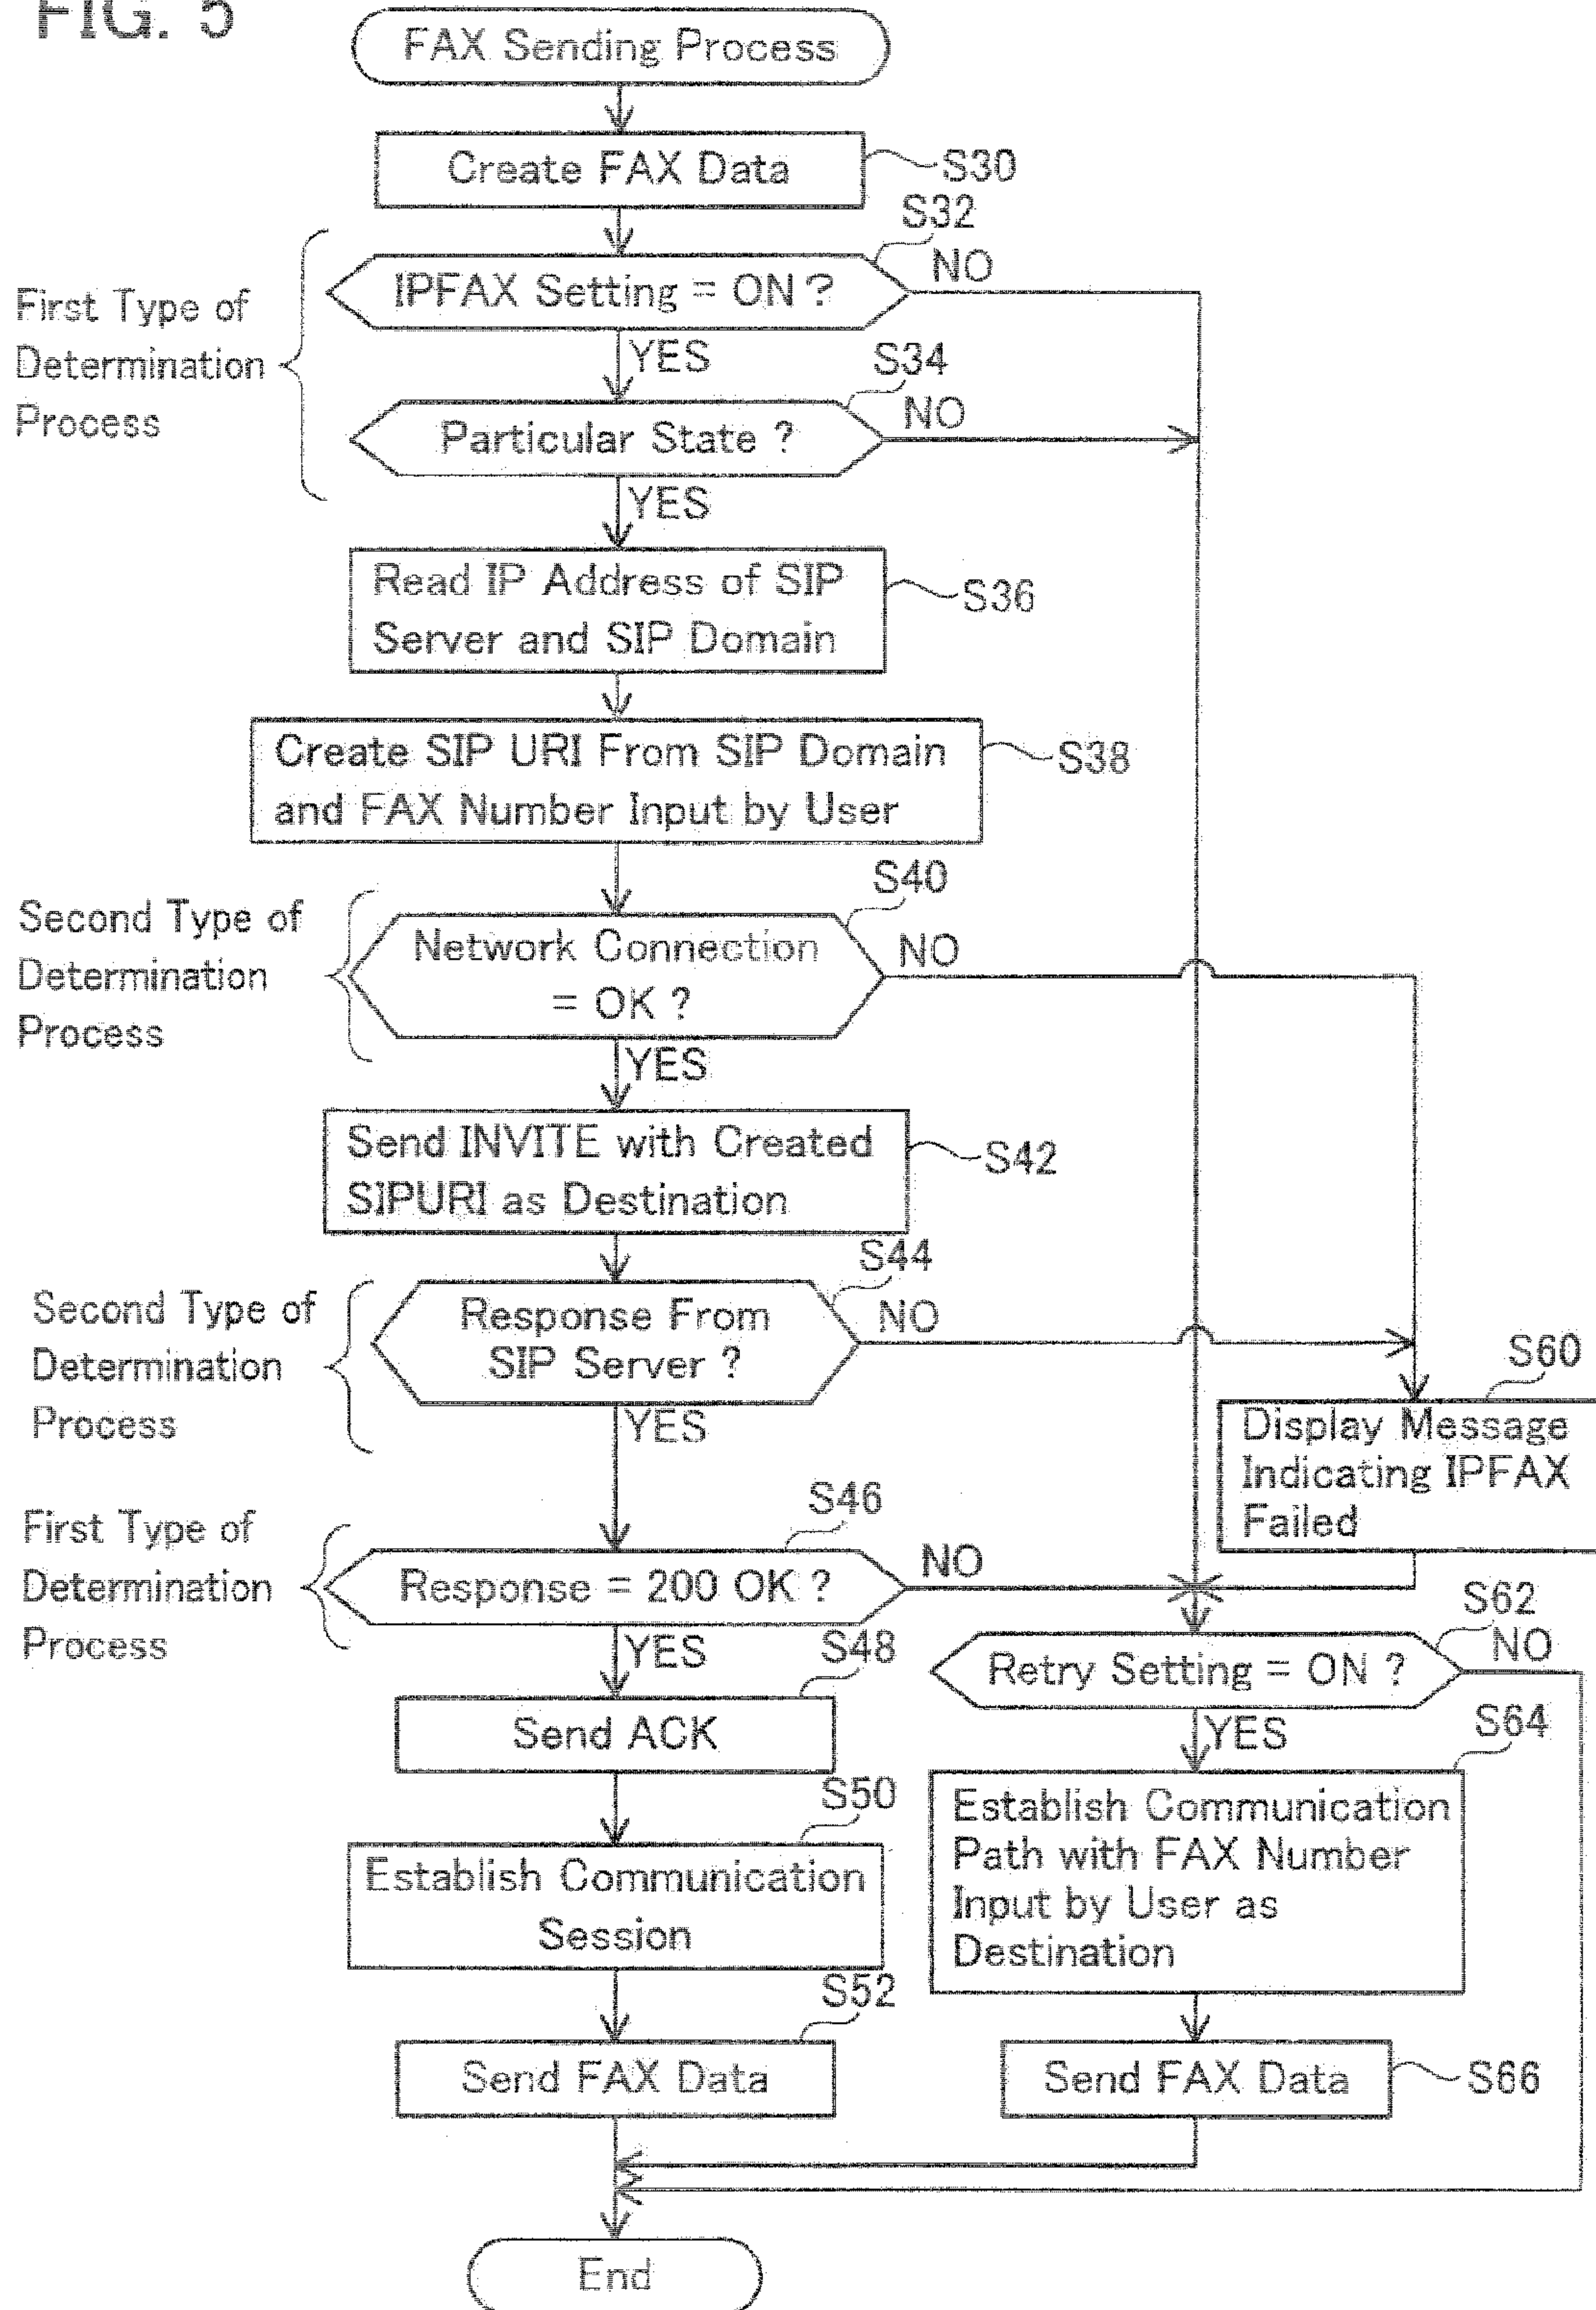 FIG. 5
FAX Sending Process
Create FAX Data
S30
S32
IPFAX Setting = ON ?
NO
First Type of
Determination
Process
YES
S34
Particular State ?
NO
YES
Read IP Address of SIP
Server and SIP Domain
S36
Create SIP URI From SIP Domain
and FAX Number Input by User
S38
S40
Second Type of
Determination
Process
Network Connection
= OK ?
NO
YES
Send INVITE with Created
SIPURI as Destination
S42
S44
Second Type of
Determination
Process
Response From
SIP Server ?
NO
YES
S60
Display Message
Indicating IPFAX
Failed
S46
First Type of
Determination
Process
Response = 200 OK ?
NO
YES
S62
Retry Setting = ON ?
NO
YES
S48
Send ACK
S64
Establish Communication
Path with FAX Number
Input by User as
Destination
S50
Establish Communication
Session
S52
Send FAX Data
Send FAX Data
S66
End